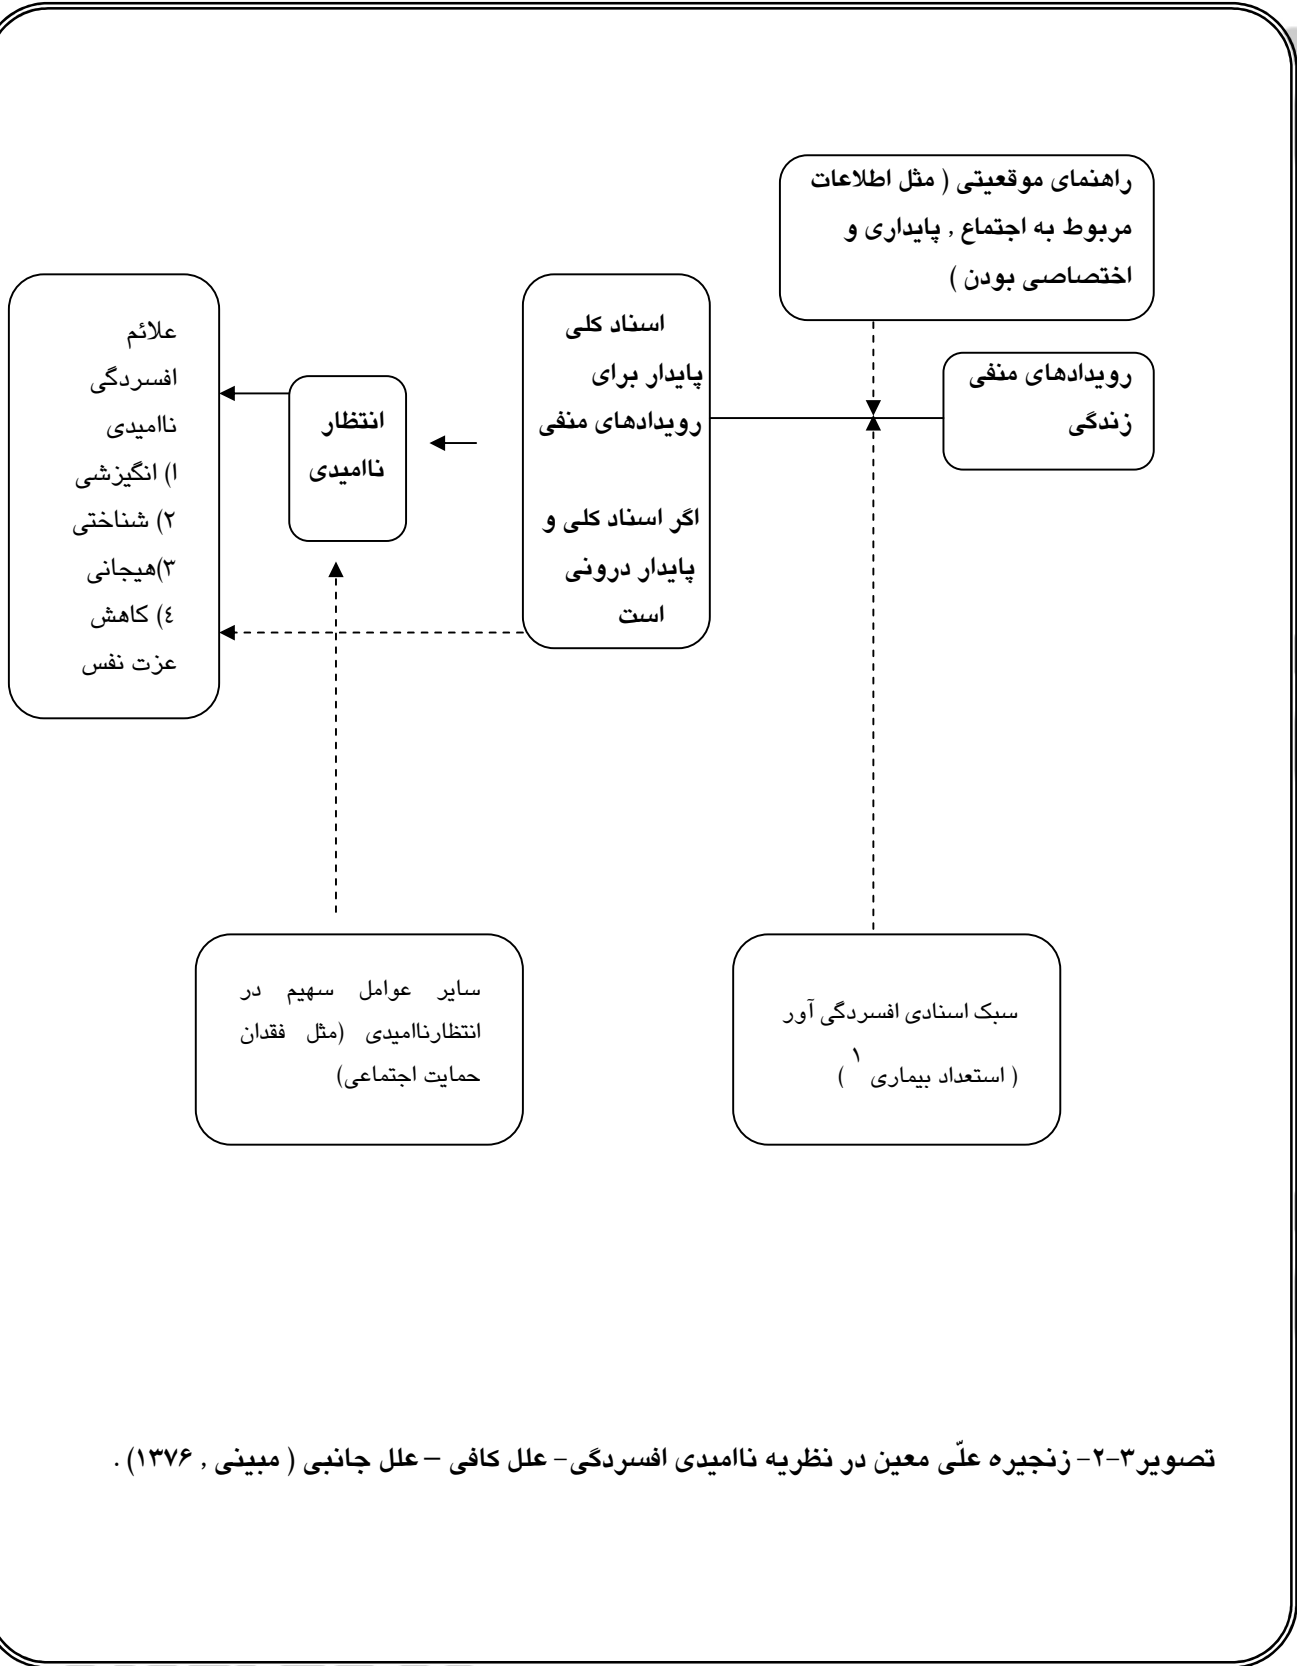 راهنمای موقعیتی ( مثل اطلاعات
مربوط به اجتماع , پایداری و
اختصاصی بودن )
رویدادهای منفی
زندگی
اسناد کلی
پایدار برای
رویدادهای منفی
اگر اسناد کلی و
پایدار درونی
است
انتظار
ناامیدی
علائم
افسردگی
ناامیدی
ا) انگیزشی
۲) شناختی
۳)هیجانی
٤) کاهش
عزت نفس
سبک اسنادی افسردگی آور
( استعداد بیماری ۱ )
سایر عوامل سهیم در
انتظارناامیدی (مثل فقدان
حمایت اجتماعی)
تصویر۳-۲- زنجیره علّی معین در نظریه ناامیدی افسردگی- علل کافی – علل جانبی ( مبینی , ۱۳۷۶) .